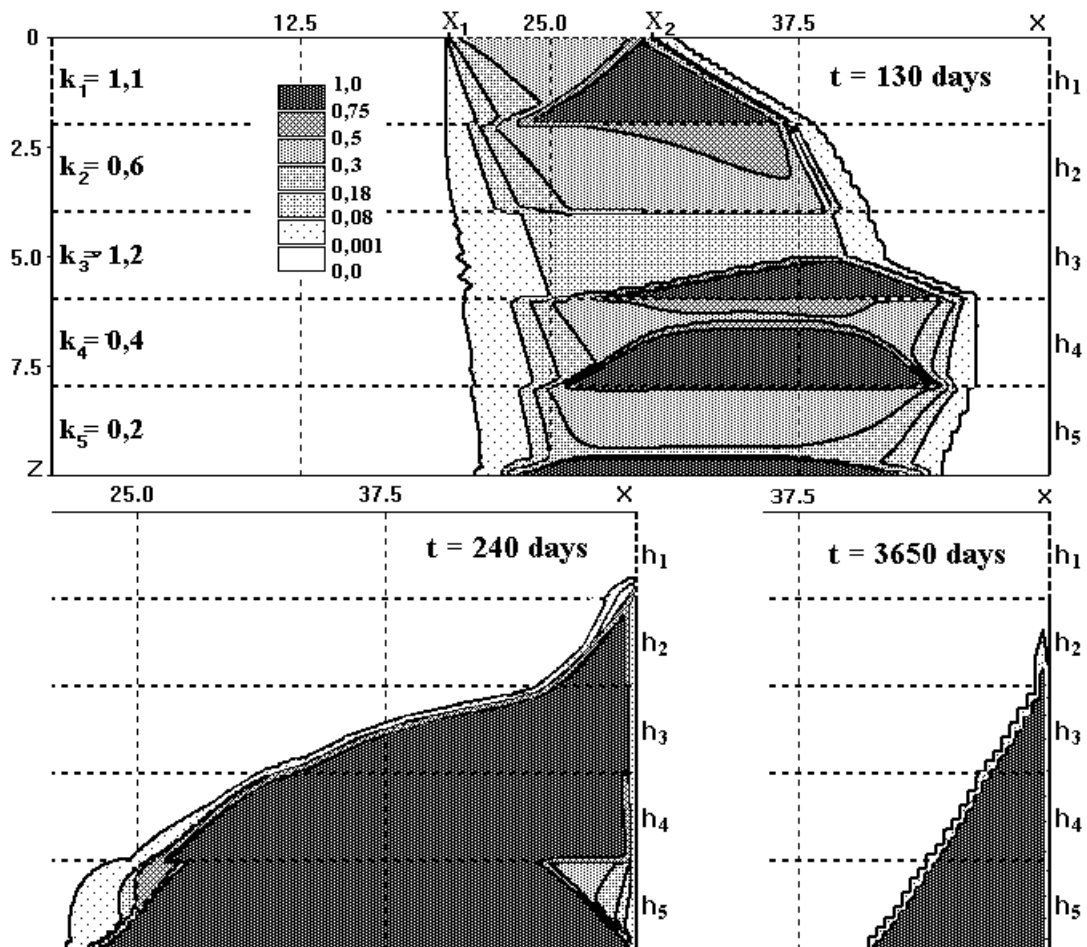 12.5 X₁ 25.0 X₂ 37.5 X
0
k₁= 1,1
1,0
0,75
0,5
0,3
0,18
0,08
0,001
0,0
t = 130 days
h₁
2.5
k₂= 0,6
h₂
5.0
k₃= 1,2
h₃
7.5
k₄= 0,4
h₄
k₅= 0,2
h₅
Z
25.0 37.5 X
t = 240 days
h₁
h₂
h₃
h₄
h₅
37.5 X
t = 3650 days
h₁
h₂
h₃
h₄
h₅